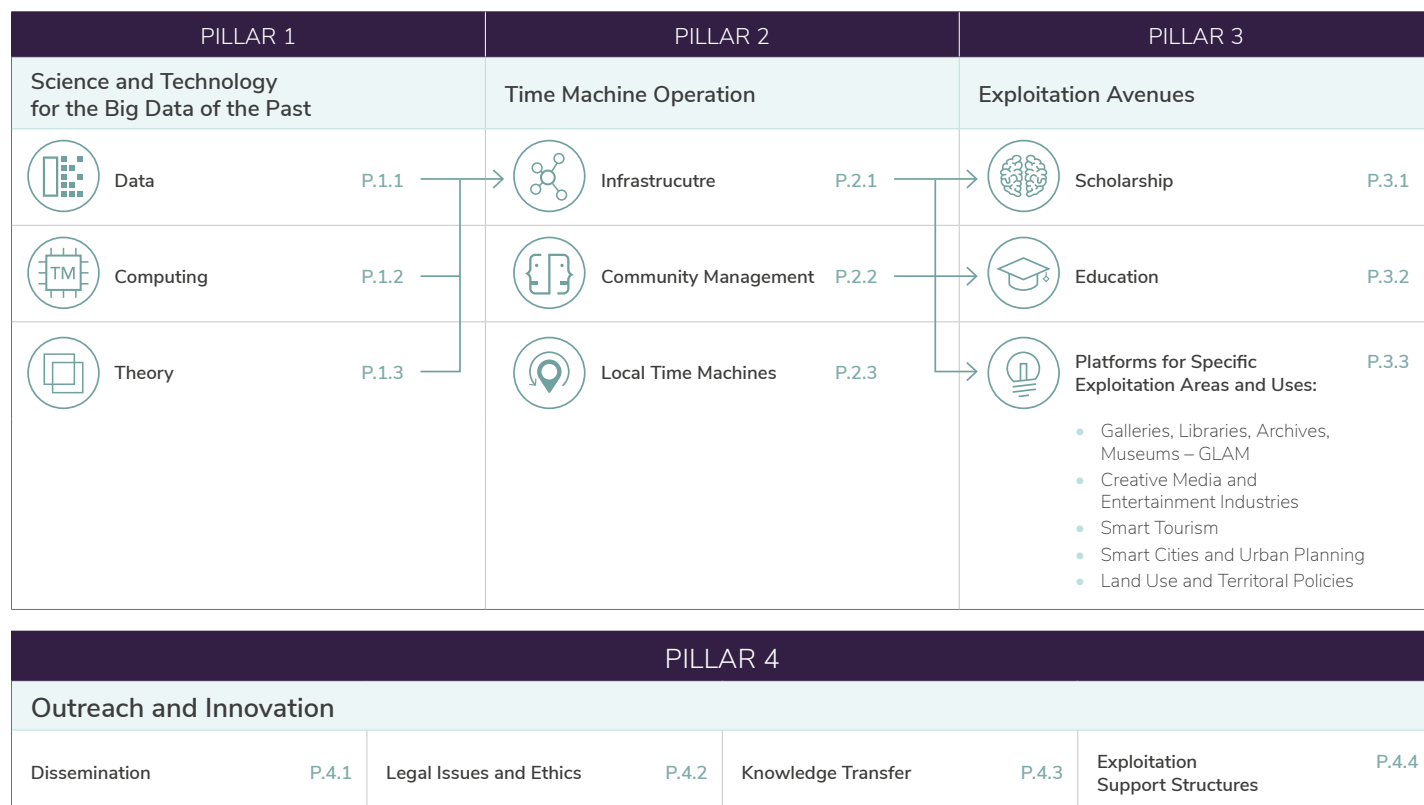 PILLAR 1
PILLAR 2
PILLAR 3
Science and Technology
for the Big Data of the Past
Time Machine Operation
Exploitation Avenues
Data P.1.1
Infrastrucutre P.2.1
Scholarship P.3.1
TM
Computing P.1.2
Community Management P.2.2
Education P.3.2
Theory P.1.3
Local Time Machines P.2.3
Platforms for Specific P.3.3
Exploitation Areas and Uses:
• Galleries, Libraries, Archives,
Museums – GLAM
• Creative Media and
Entertainment Industries
• Smart Tourism
• Smart Cities and Urban Planning
• Land Use and Territoral Policies
PILLAR 4
Outreach and Innovation
Dissemination P.4.1
Legal Issues and Ethics P.4.2
Knowledge Transfer P.4.3
Exploitation P.4.4
Support Structures